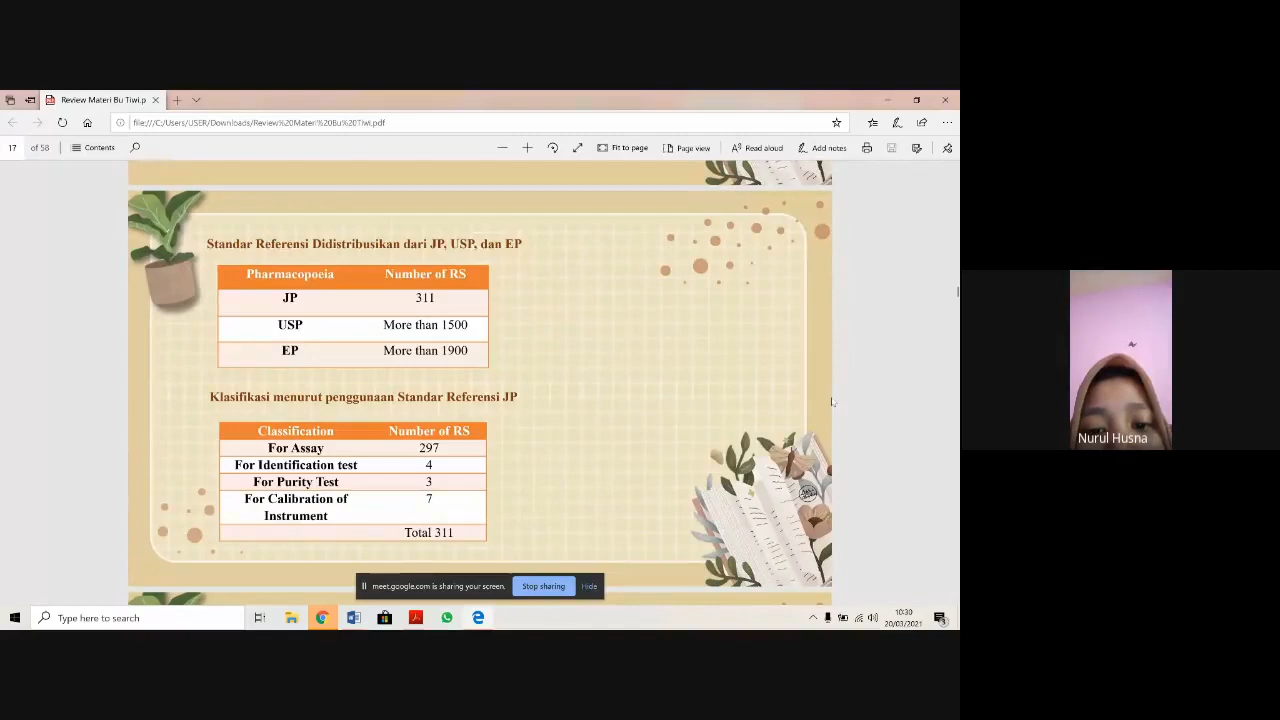 Review Materi Bu Tiwi.p
file:///C:/Users/USER/Downloads/Review%20Materi%20Bu%20Tiwi.pdf
17 of 58 Contents Fit to page Page view Read aloud Add notes
Standar Referensi Didistribusikan dari JP, USP, dan EP
Pharmacopoeia Number of RS
JP 311
USP More than 1500
EP More than 1900
Klasifikasi menurut penggunaan Standar Referensi JP
Classification Number of RS
For Assay 297
For Identification test 4
For Purity Test 3
For Calibration of 7
Instrument
Total 311
Nurul Husna
meet.google.com is sharing your screen. Stop sharing Hide
Type here to search
10:30
20/03/2021